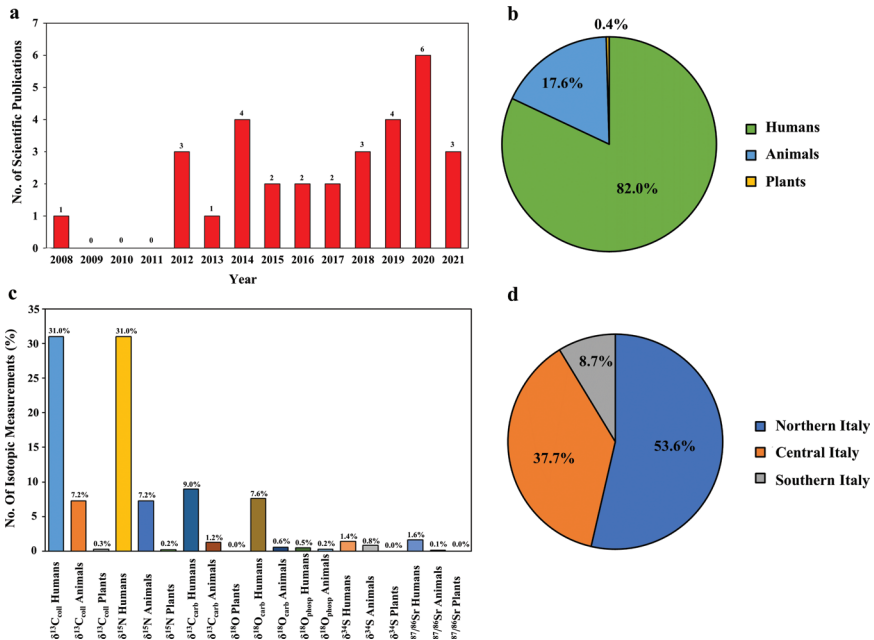 a
No. of Scientific Publications
7
6
5
4
3
2
1
0
1
0
0
0
3
1
4
2
2
2
3
4
6
3
2008 2009 2010 2011 2012 2013 2014 2015 2016 2017 2018 2019 2020 2021
Year
b
0.4%
17.6%
82.0%
Humans
Animals
Plants
c
No. Of Isotopic Measurements (%)
35
30
25
20
15
10
5
0
31.0%
7.2%
0.3%
31.0%
7.2%
0.2%
9.0%
1.2%
0.0%
7.6%
0.6%
0.5%
0.2%
1.4%
0.8%
0.0%
1.6%
0.1%
0.0%
δ13Ccoll Humans
δ13Ccoll Animals
δ13Ccoll Plants
δ15N Humans
δ15N Animals
δ15N Plants
δ13Ccarb Humans
δ13Ccarb Animals
δ18O Plants
δ18Ocarb Humans
δ18Ocarb Animals
δ18Ophosp Humans
δ18Ophosp Animals
δ34S Humans
δ34S Animals
δ34S Plants
87/86Sr Humans
87/86Sr Animals
87/86Sr Plants
d
8.7%
37.7%
53.6%
Northern Italy
Central Italy
Southern Italy